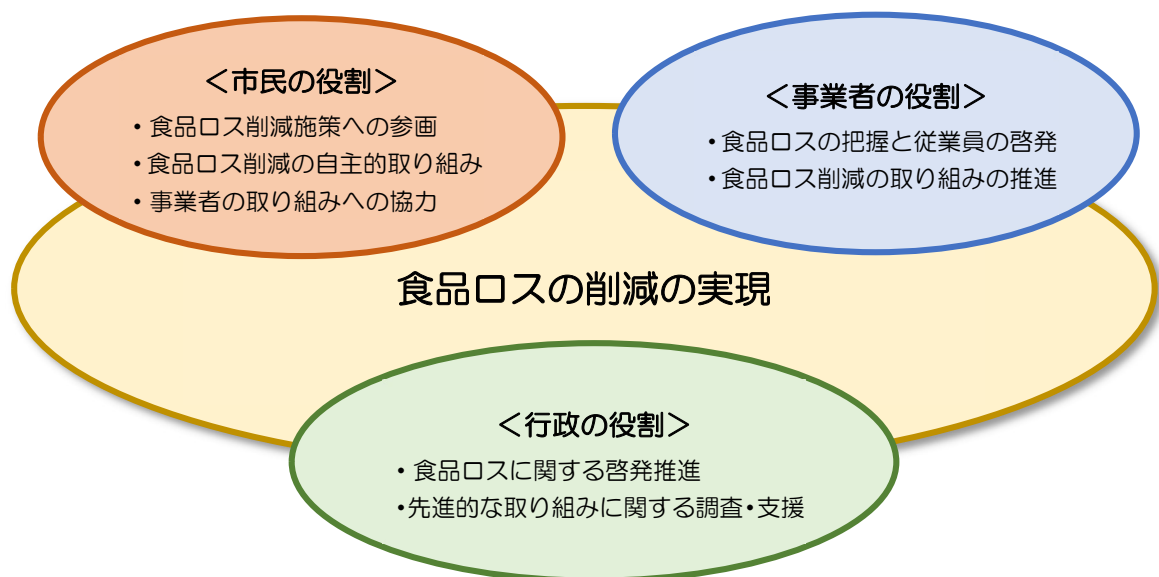 ＜市民の役割＞
・食品ロス削減施策への参画
・食品ロス削減の自主的取り組み
・事業者の取り組みへの協力
＜事業者の役割＞
・食品ロスの把握と従業員の啓発
・食品ロス削減の取り組みの推進
食品ロスの削減の実現
＜行政の役割＞
・食品ロスに関する啓発推進
・先進的な取り組みに関する調査・支援